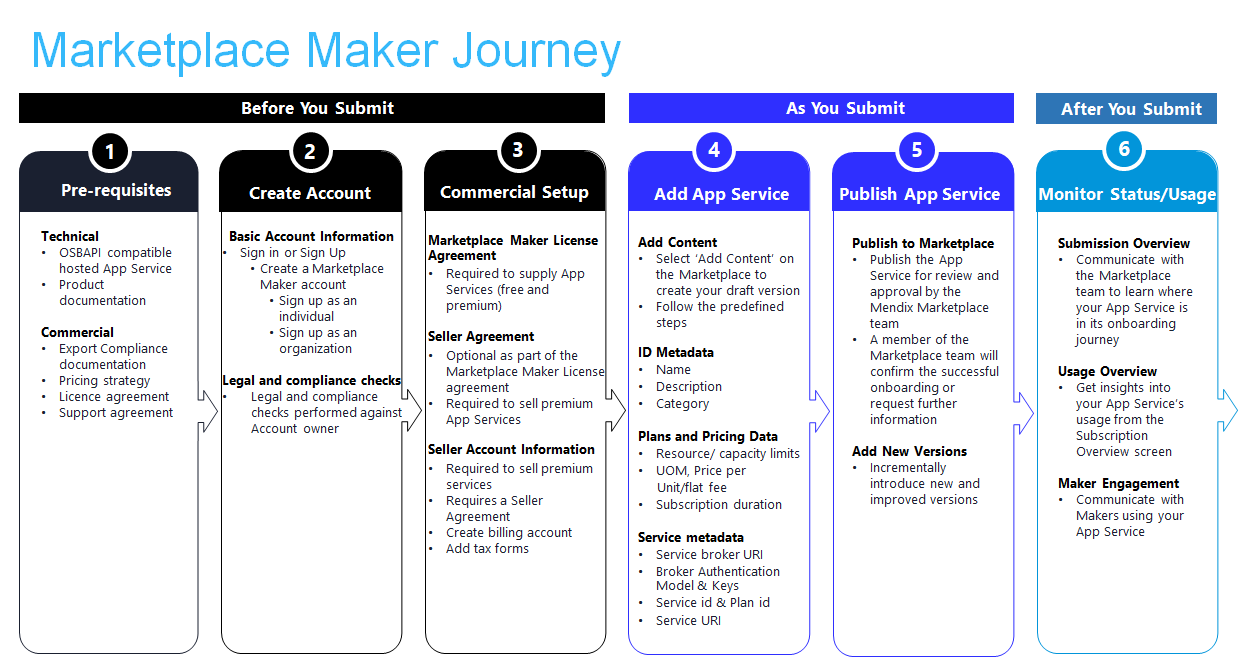 Marketplace Maker Journey
Before You Submit
As You Submit
After You Submit
1
Pre-requisites
Technical
• OSBAPI compatible
hosted App Service
• Product
documentation
Commercial
• Export Compliance
documentation
• Pricing strategy
• Licence agreement
• Support agreement
2
Create Account
Basic Account Information
• Sign in or Sign Up
• Create a Marketplace
Maker account
• Sign up as an
individual
• Sign up as an
organization
Legal and compliance checks
• Legal and compliance
checks performed against
Account owner
3
Commercial Setup
Marketplace Maker License
Agreement
• Required to supply App
Services (free and
premium)
Seller Agreement
• Optional as part of the
Marketplace Maker License
agreement
• Required to sell premium
App Services
Seller Account Information
• Required to sell premium
services
• Requires a Seller
Agreement
• Create billing account
• Add tax forms
4
Add App Service
Add Content
• Select ‘Add Content’ on
the Marketplace to
create your draft version
• Follow the predefined
steps
ID Metadata
• Name
• Description
• Category
Plans and Pricing Data
• Resource/ capacity limits
• UOM, Price per
Unit/flat fee
• Subscription duration
Service metadata
• Service broker URI
• Broker Authentication
Model & Keys
• Service id & Plan id
• Service URI
5
Publish App Service
Publish to Marketplace
• Publish the App
Service for review and
approval by the
Mendix Marketplace
team
• A member of the
Marketplace team will
confirm the successful
onboarding or
request further
information
Add New Versions
• Incrementally
introduce new and
improved versions
6
Monitor Status/Usage
Submission Overview
• Communicate with
the Marketplace
team to learn where
your App Service is
in its onboarding
journey
Usage Overview
• Get insights into
your App Service’s
usage from the
Subscription
Overview screen
Maker Engagement
• Communicate with
Makers using your
App Service